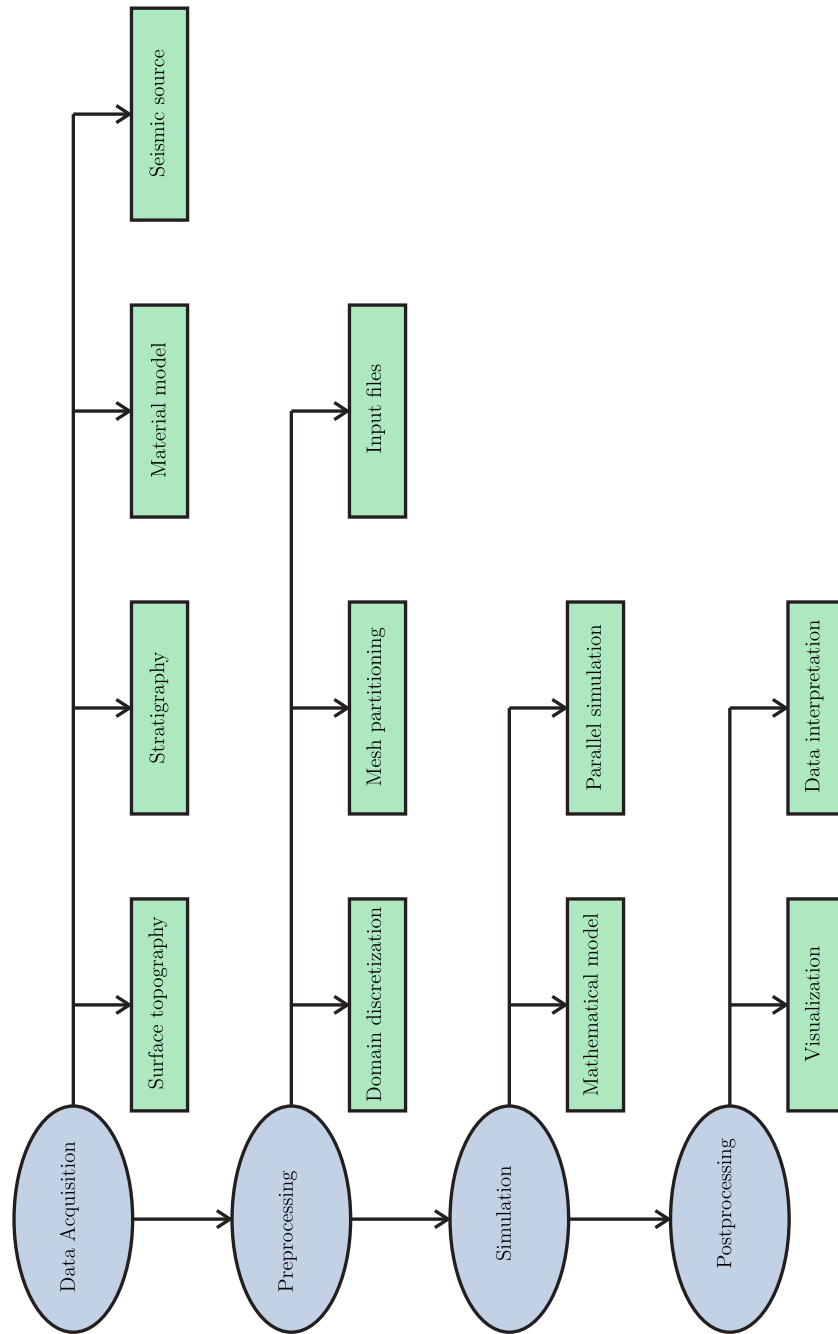 Data Acquisition
Surface topography
Stratigraphy
Material model
Seismic source
Preprocessing
Domain discretization
Mesh partitioning
Input files
Simulation
Mathematical model
Parallel simulation
Postprocessing
Visualization
Data interpretation